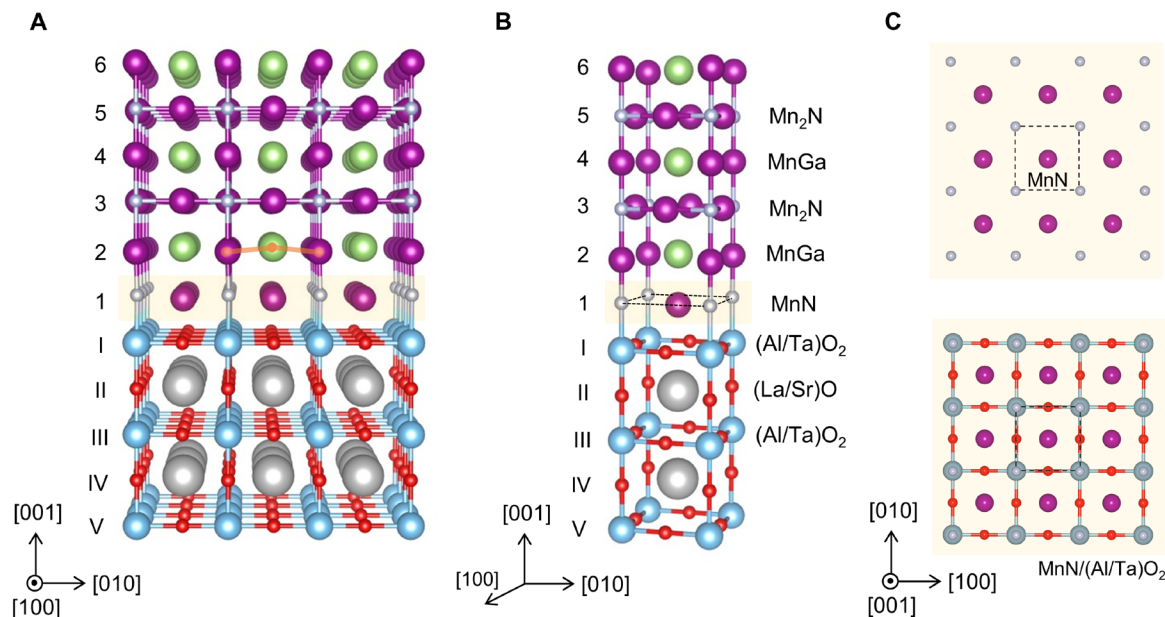 A
B
C
6
5
4
3
2
1
I
II
III
IV
V
[001]
[010]
[100]
6
5
4
3
2
1
I
II
III
IV
V
Mn₂N
MnGa
Mn₂N
MnGa
MnN
(Al/Ta)O₂
(La/Sr)O
(Al/Ta)O₂
[001]
[100]
[010]
MnN
[010]
[100]
[001]
MnN/(Al/Ta)O₂